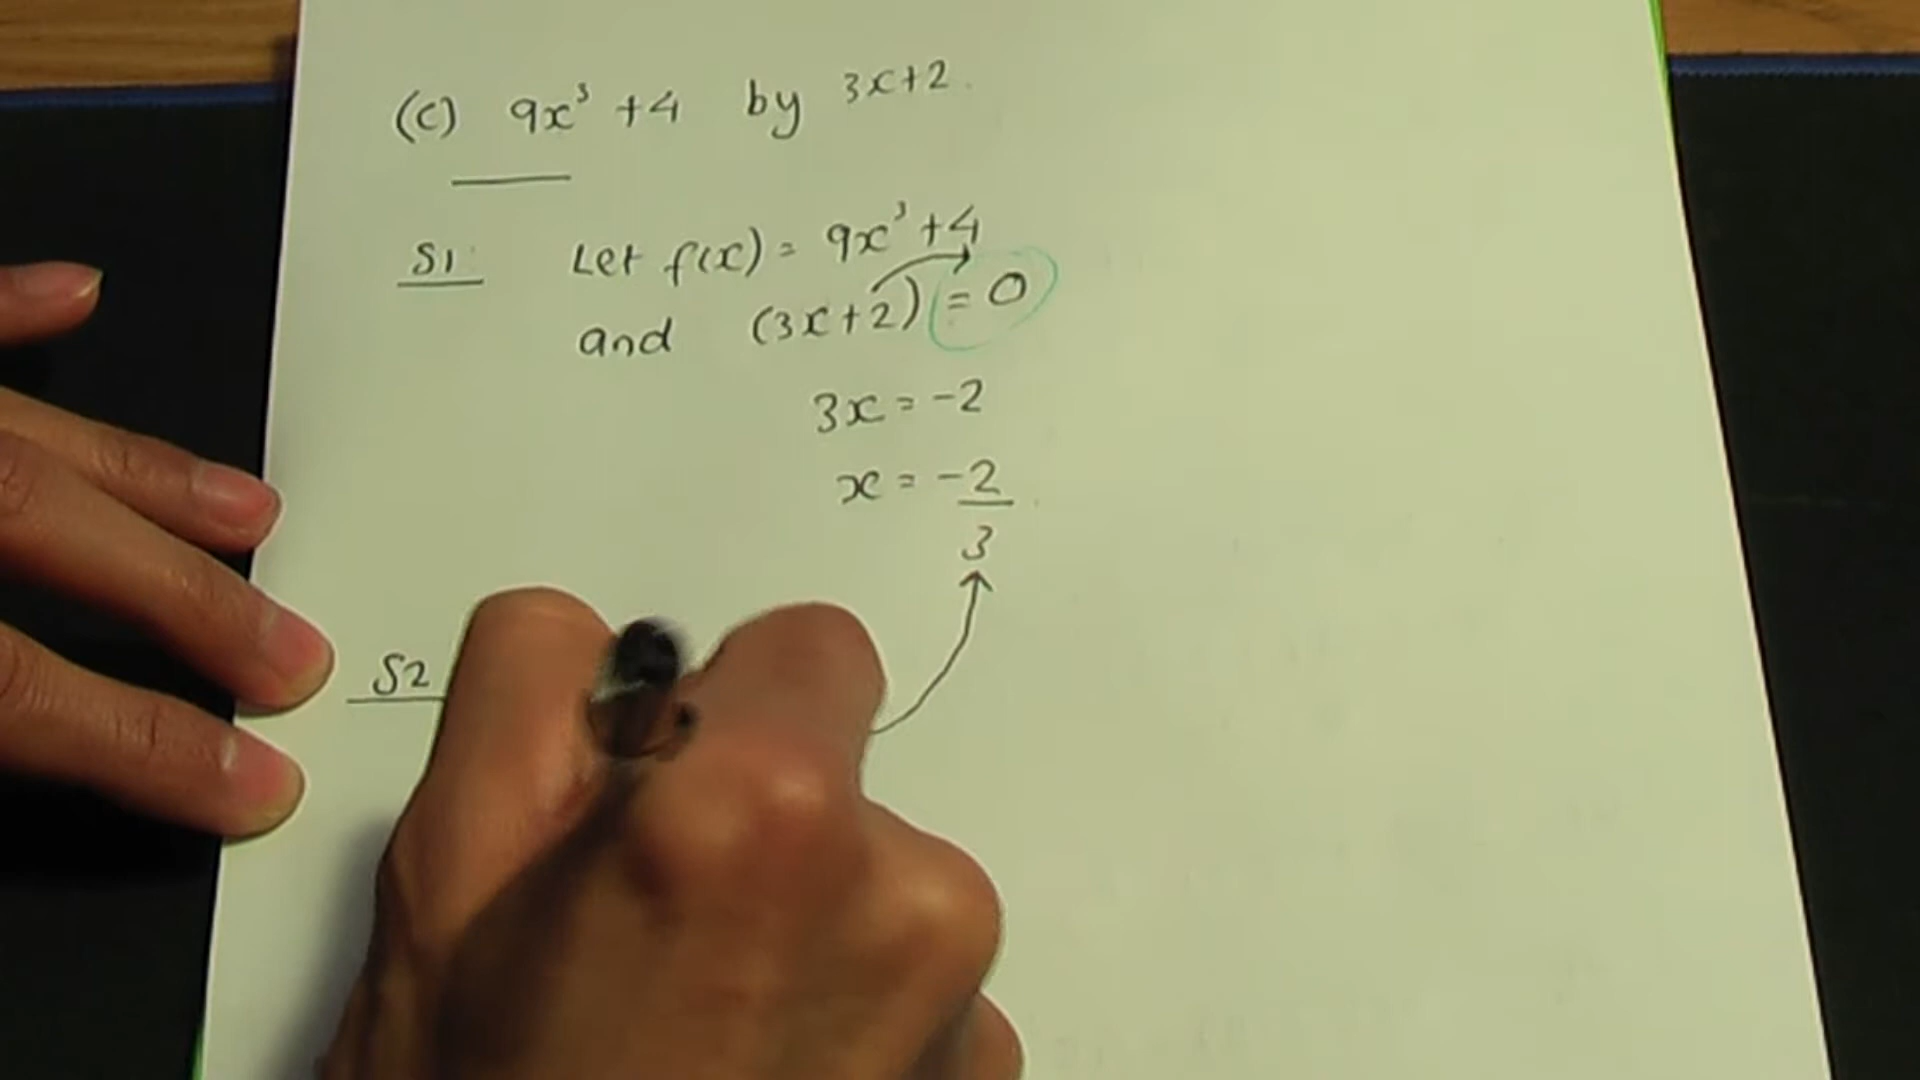 (c) 9x³ +4 by 3x+2.
S1 Let f(x) = 9x³ +4
and (3x+2) = 0
3x = -2
x = -2
3
S2